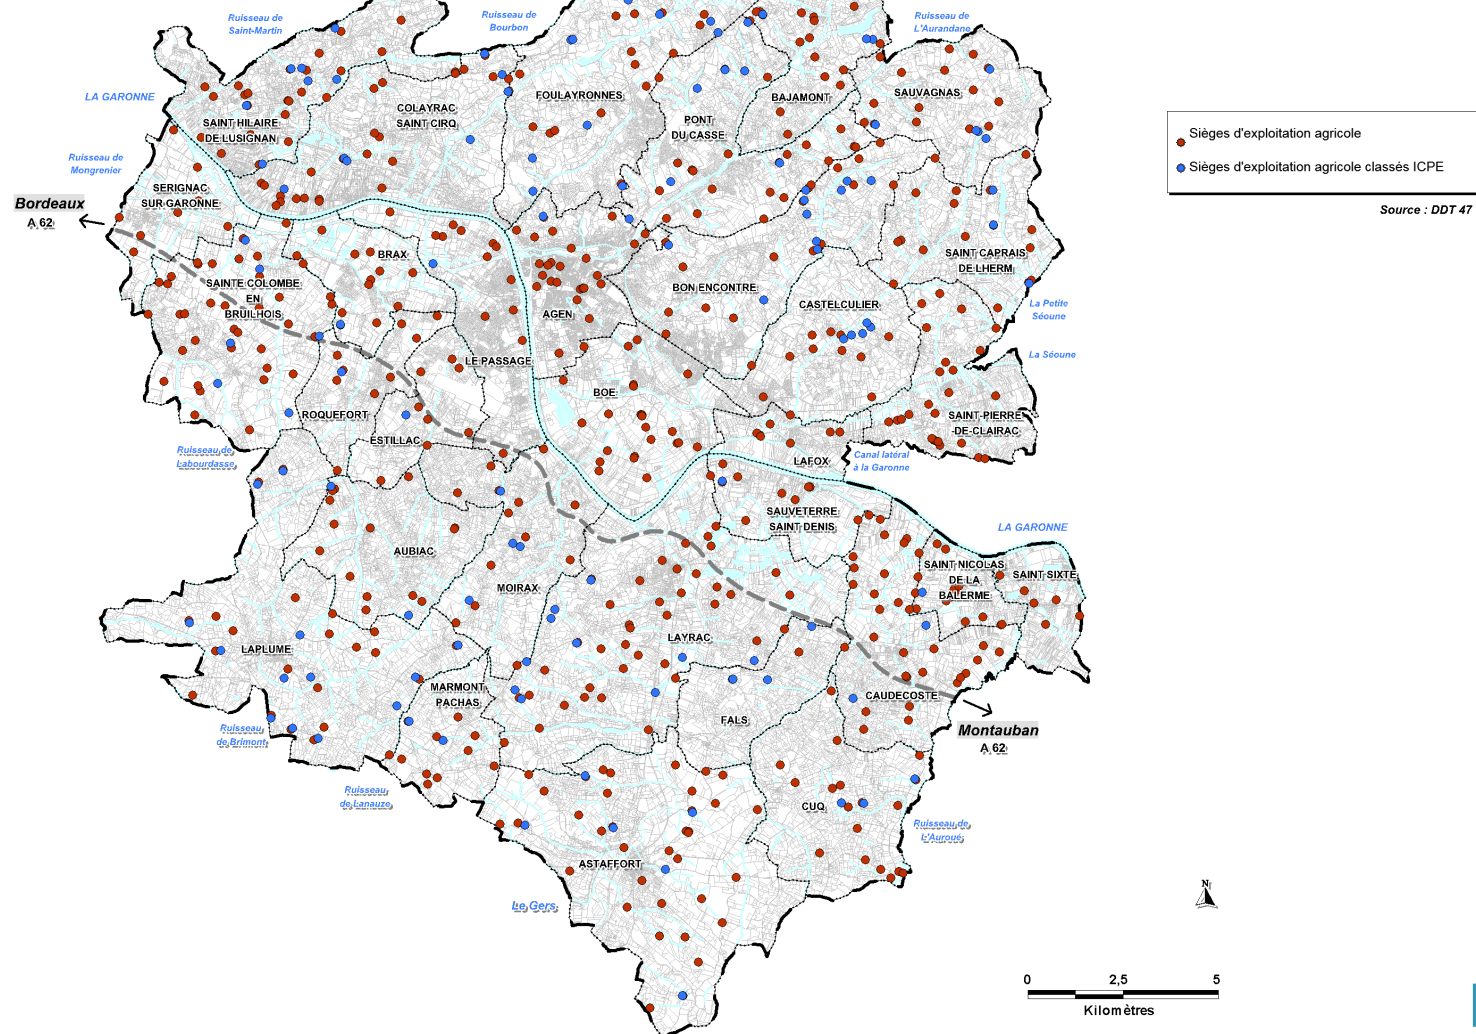 Ruisseau de
Saint-Martin
Ruisseau de
Bourbon
Ruisseau de
L'Aurandane
LA GARONNE
Ruisseau de
Mongrenier
Bordeaux
A 62
SAINT HILAIRE
DE LUSIGNAN
COLAYRAC
SAINT CIRQ
FOULAYRONNES
PONT
DU CASSE
BAJAMONT
SAUVAGNAS
SERIGNAC
SUR GARONNE
BRAX
SAINTE COLOMBE
EN
BRUILHOIS
AGEN
BON ENCONTRE
CASTELCULIER
SAINT CAPRAIS
DE LHERM
La Petite
Séoune
La Séoune
LE PASSAGE
BOE
ROQUEFORT
ESTILLAC
SAINT-PIERRE
-DE-CLAIRAC
LAFOX
Canal latéral
à la Garonne
Ruisseau de
Labourdasse
SAUVETERRE
SAINT DENIS
LA GARONNE
AUBIAC
MOIRAX
SAINT NICOLAS
DE LA
BALERME
SAINT SIXTE
LAPLUME
LAYRAC
MARMONT
PACHAS
FALS
CAUDECOSTE
Montauban
A 62
Ruisseau
de Brimont
Ruisseau
de Lanauze
CUQ
Ruisseau de
L'Auroué
ASTAFFORT
Le Gers
Sièges d'exploitation agricole
Sièges d'exploitation agricole classés ICPE
Source : DDT 47
N
0 2,5 5
Kilomètres